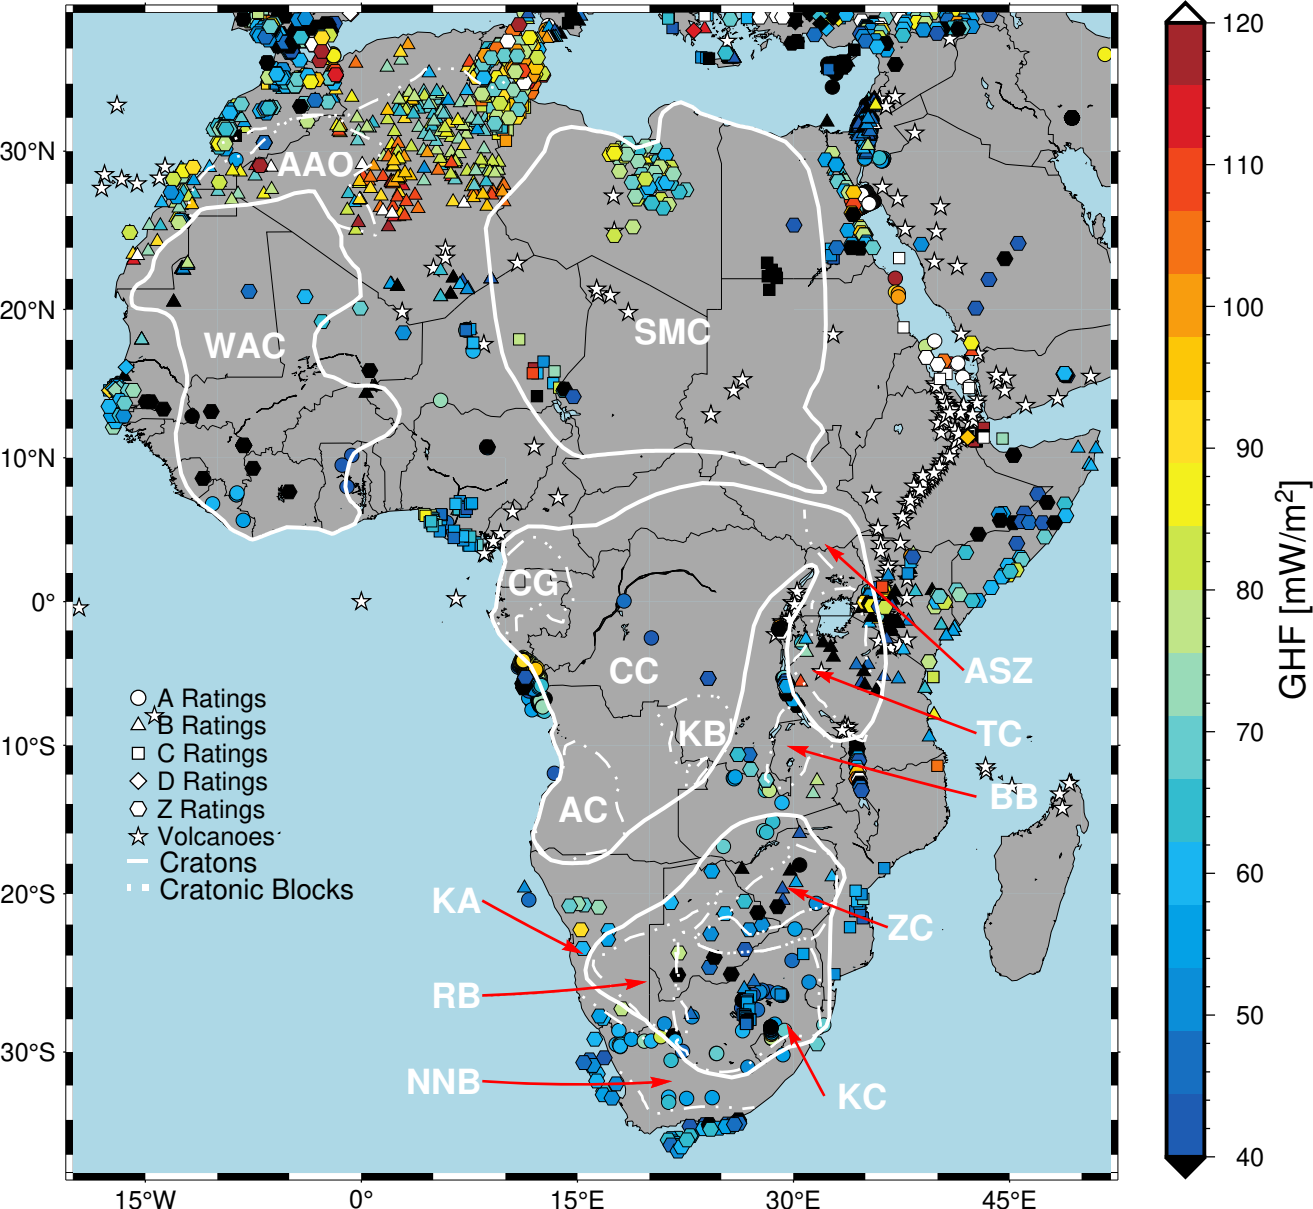 30°N
20°N
10°N
0°
10°S
20°S
30°S
15°W
0°
15°E
30°E
45°E
AAO
WAC
SMC
CG
CC
KB
AC
ASZ
TC
BB
KA
ZC
RB
NNB
KC
A Ratings
B Ratings
C Ratings
D Ratings
Z Ratings
Volcanoes
Cratons
Cratonic Blocks
120
110
100
90
80
70
60
50
40
GHF [mW/m²]